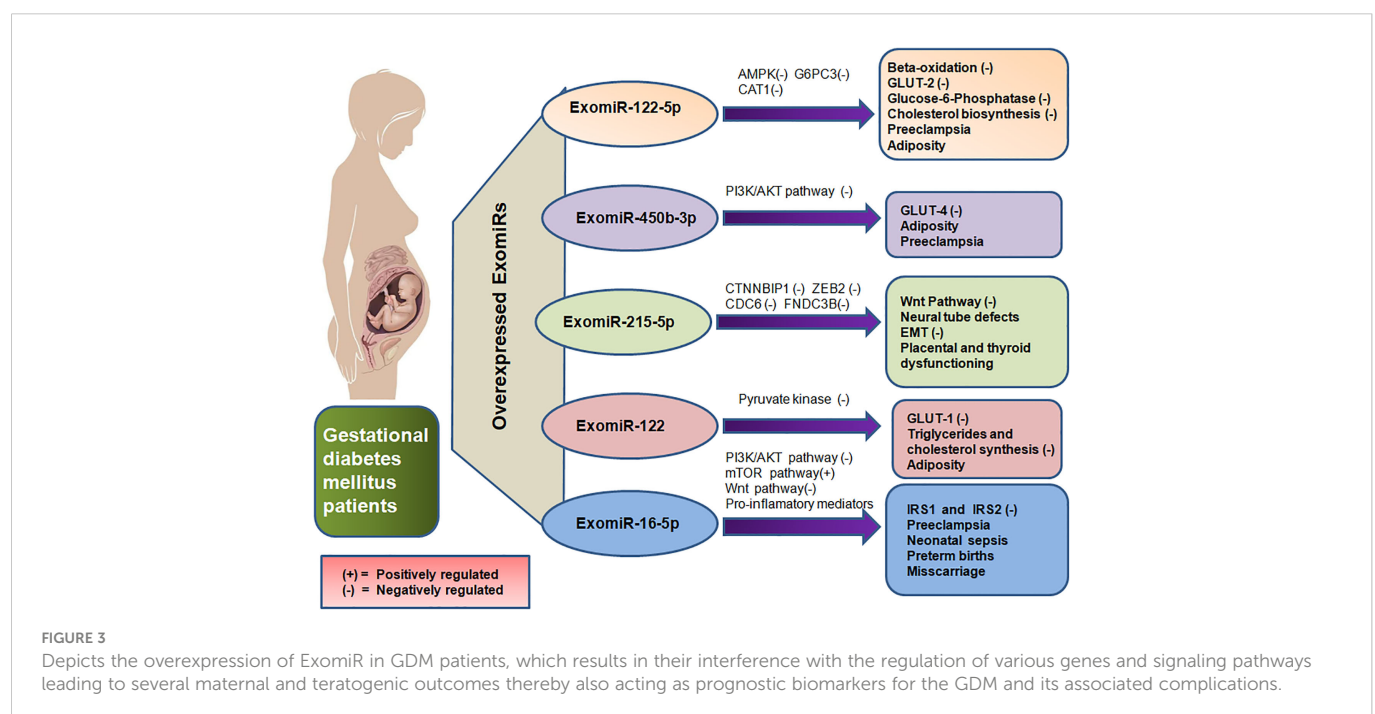 Gestational
diabetes
mellitus
patients
(+) = Positively regulated
(-) = Negatively regulated
Overexpressed ExomiRs
ExomiR-122-5p
AMPK(-) G6PC3(-)
CAT1(-)
Beta-oxidation (-)
GLUT-2 (-)
Glucose-6-Phosphatase (-)
Cholesterol biosynthesis (-)
Preeclampsia
Adiposity
ExomiR-450b-3p
PI3K/AKT pathway (-)
GLUT-4 (-)
Adiposity
Preeclampsia
ExomiR-215-5p
CTNNBIP1 (-) ZEB2 (-)
CDC6 (-) FNDC3B(-)
Wnt Pathway (-)
Neural tube defects
EMT (-)
Placental and thyroid
dysfunctioning
ExomiR-122
Pyruvate kinase (-)
GLUT-1 (-)
Triglycerides and
cholesterol synthesis (-)
Adiposity
ExomiR-16-5p
PI3K/AKT pathway (-)
mTOR pathway(+)
Wnt pathway(-)
Pro-inflamatory mediators
IRS1 and IRS2 (-)
Preeclampsia
Neonatal sepsis
Preterm births
Misscarriage
FIGURE 3
Depicts the overexpression of ExomiR in GDM patients, which results in their interference with the regulation of various genes and signaling pathways
leading to several maternal and teratogenic outcomes thereby also acting as prognostic biomarkers for the GDM and its associated complications.